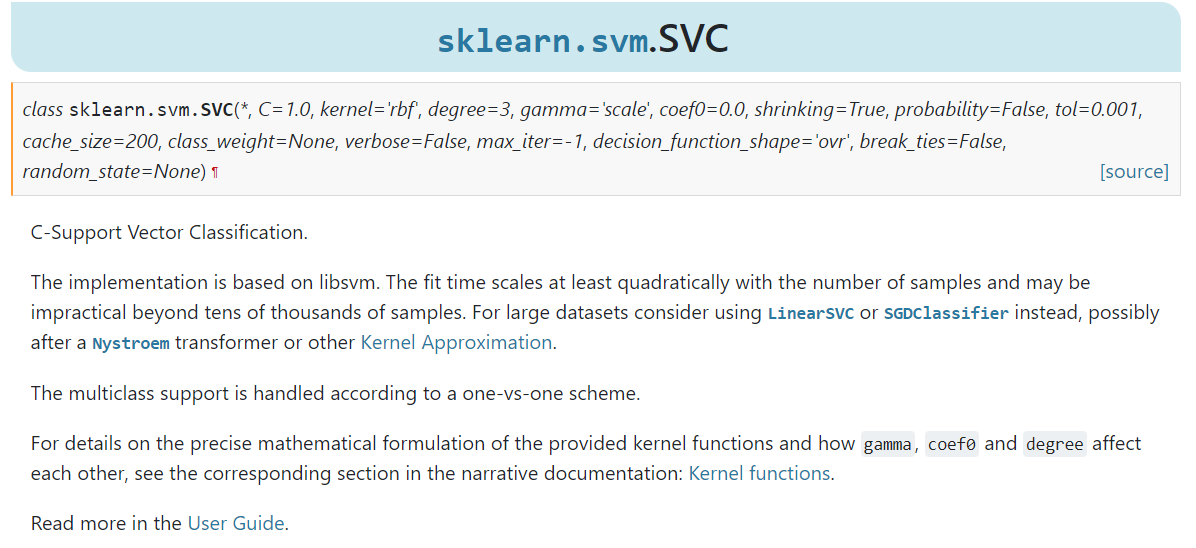 sklearn.svm.SVC
class sklearn.svm.SVC(*, C=1.0, kernel='rbf', degree=3, gamma='scale', coef0=0.0, shrinking=True, probability=False, tol=0.001,
cache_size=200, class_weight=None, verbose=False, max_iter=-1, decision_function_shape='ovr', break_ties=False,
random_state=None) ¶ [source]
C-Support Vector Classification.
The implementation is based on libsvm. The fit time scales at least quadratically with the number of samples and may be
impractical beyond tens of thousands of samples. For large datasets consider using LinearSVC or SGDClassifier instead, possibly
after a Nystroem transformer or other Kernel Approximation.
The multiclass support is handled according to a one-vs-one scheme.
For details on the precise mathematical formulation of the provided kernel functions and how gamma, coef0 and degree affect
each other, see the corresponding section in the narrative documentation: Kernel functions.
Read more in the User Guide.